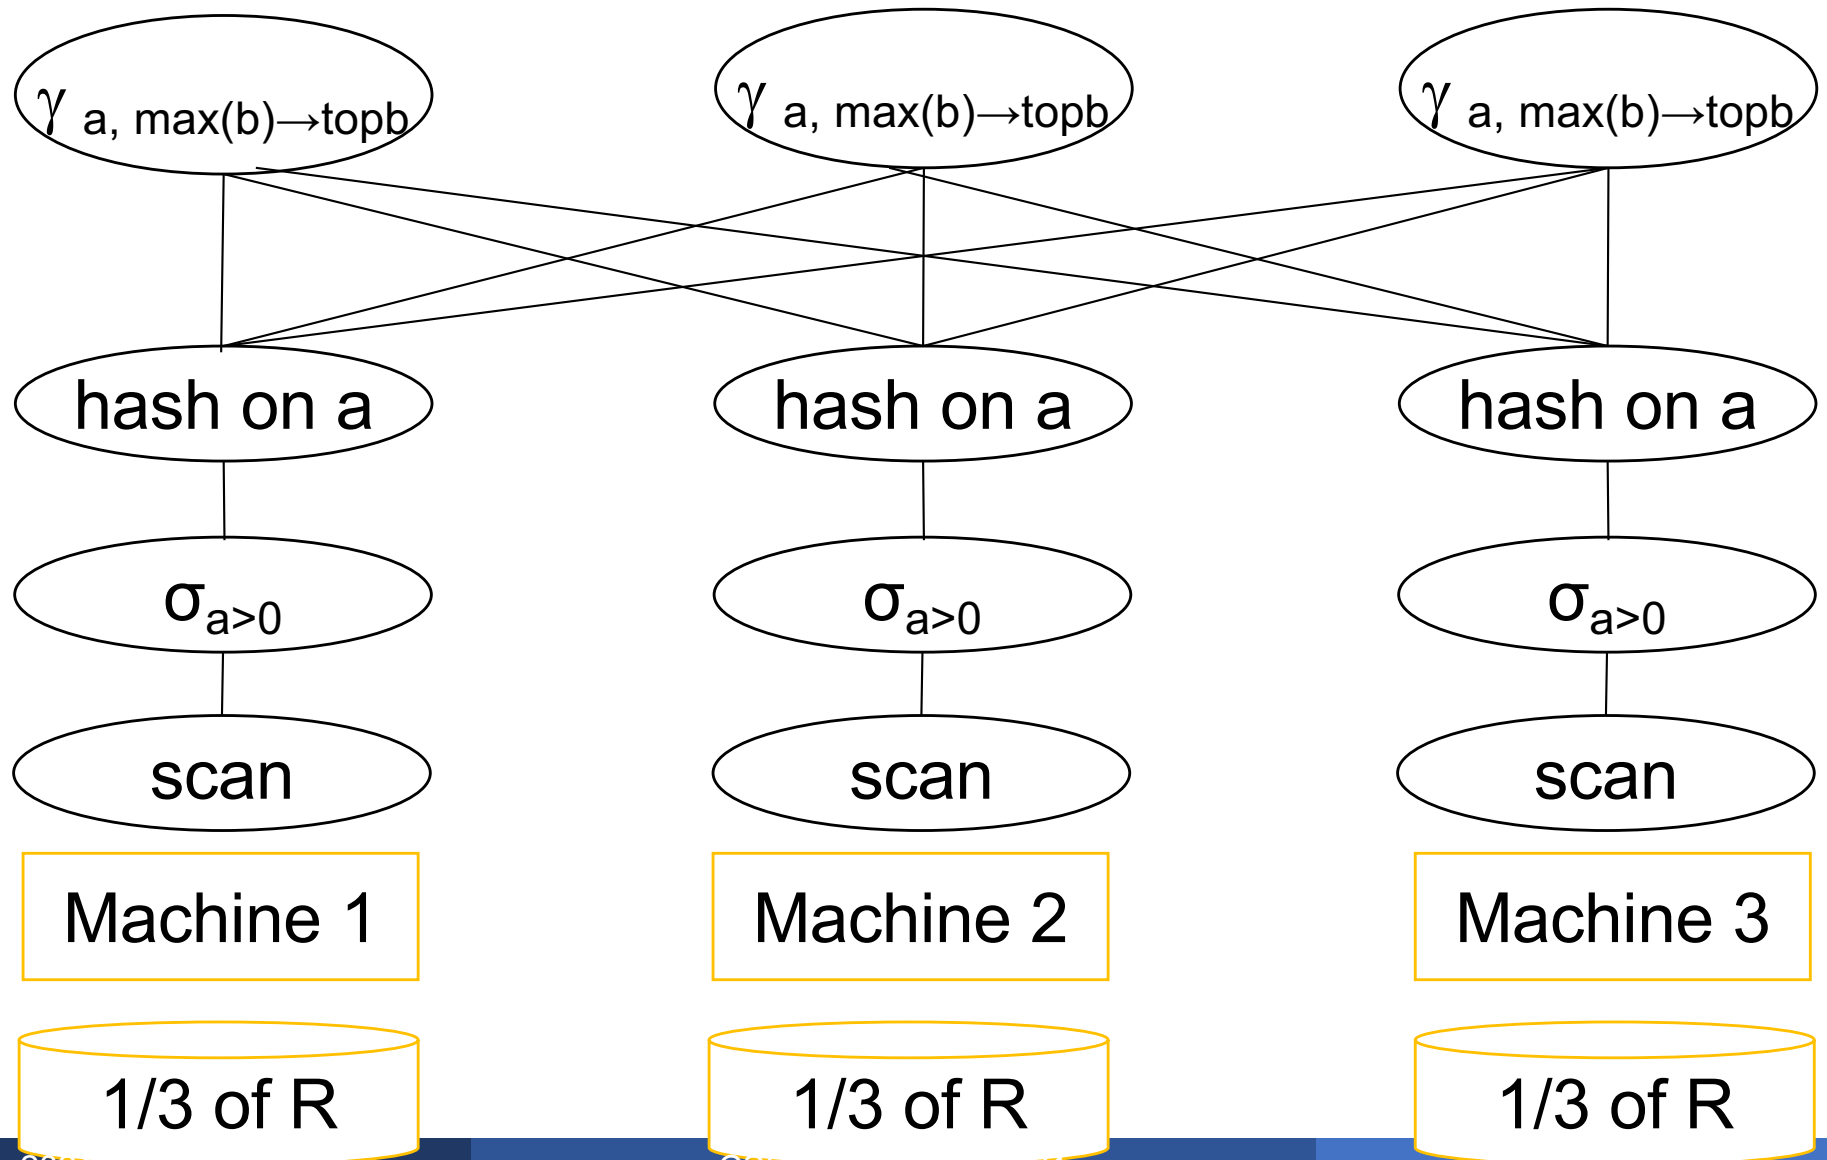 γ a, max(b)→topb γ a, max(b)→topb γ a, max(b)→topb
hash on a hash on a hash on a
σa>0 σa>0 σa>0
scan scan scan
Machine 1 Machine 2 Machine 3
1/3 of R 1/3 of R 1/3 of R